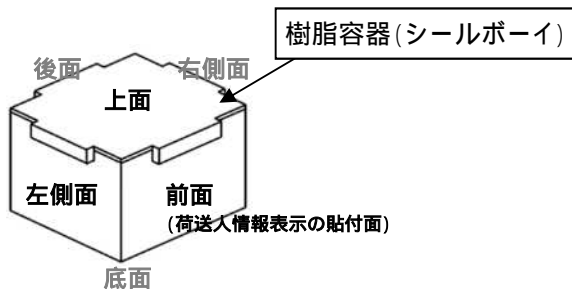 樹脂容器(シールボーイ)
後面
右側面
上面
左側面
前面
(荷送人情報表示の貼付面)
底面